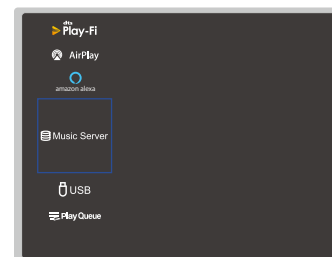 dts
Play-Fi
AirPlay
amazon alexa
Music Server
USB
Play Queue